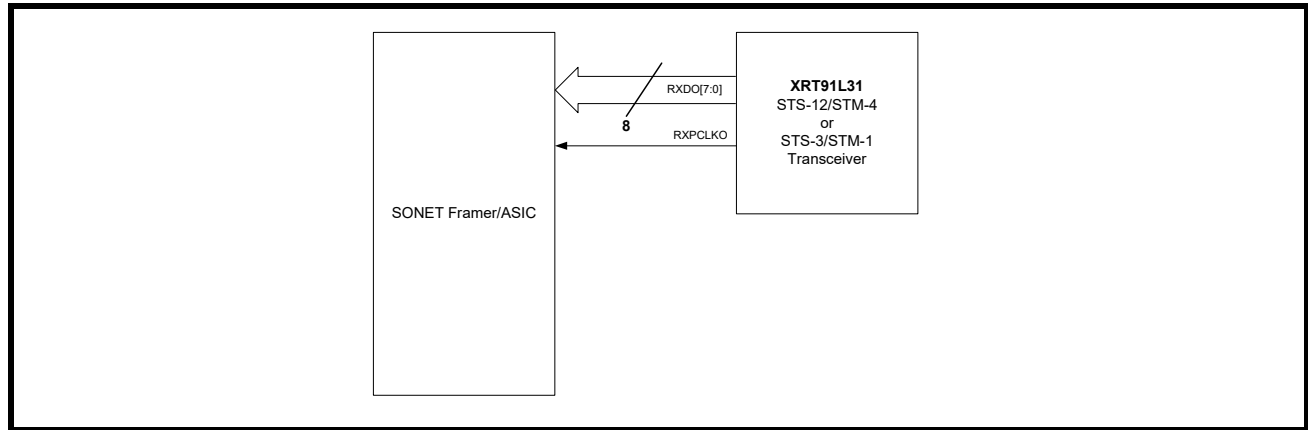 RXDO[7:0]
8
RXPCLKO
XRT91L31
STS-12/STM-4
or
STS-3/STM-1
Transceiver
SONET Framer/ASIC